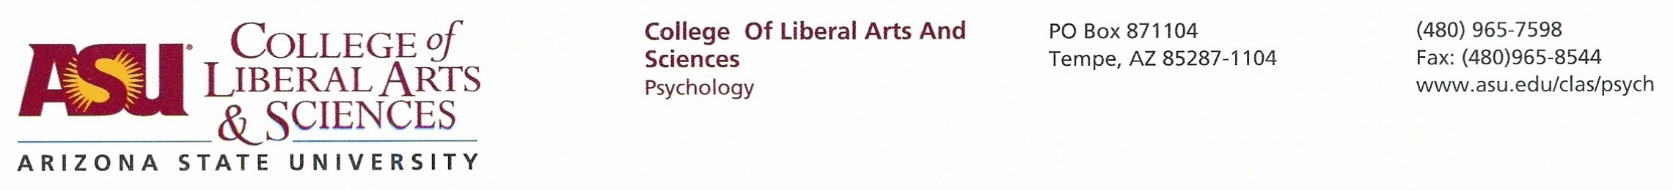 ASU
COLLEGE of
LIBERAL ARTS
& SCIENCES
ARIZONA STATE UNIVERSITY
College Of Liberal Arts And
Sciences
Psychology
PO Box 871104
Tempe, AZ 85287-1104
(480) 965-7598
Fax: (480)965-8544
www.asu.edu/clas/psych